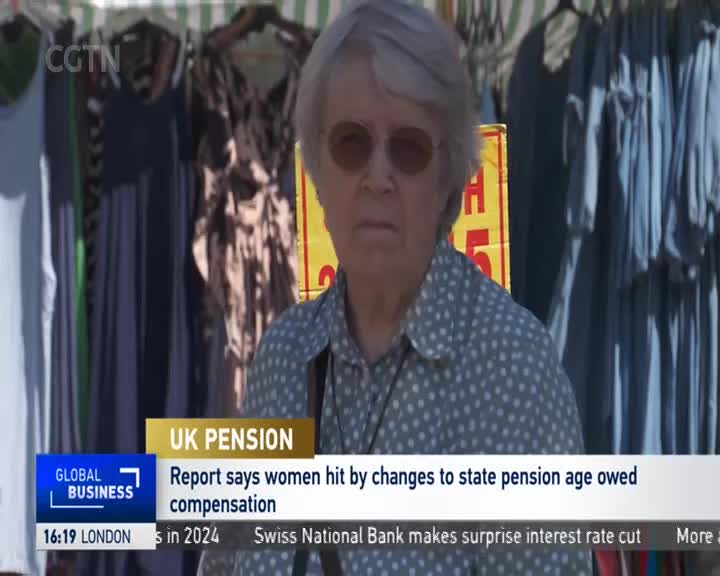 CGTN
H
5
UK PENSION
GLOBAL
BUSINESS
Report says women hit by changes to state pension age owed
compensation
16:19 LONDON
s in 2024 Swiss National Bank makes surprise interest rate cut More